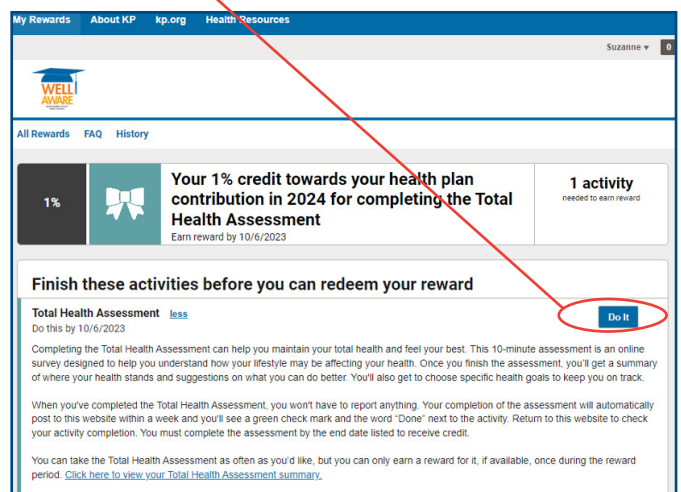 My Rewards About KP kp.org Health Resources
Suzanne 0
WELL
AWARE
All Rewards FAQ History
1%
Your 1% credit towards your health plan
contribution in 2024 for completing the Total
Health Assessment
Earn reward by 10/6/2023
1 activity
needed to earn reward
Finish these activities before you can redeem your reward
Total Health Assessment less
Do this by 10/6/2023
Do It
Completing the Total Health Assessment can help you maintain your total health and feel your best. This 10-minute assessment is an online
survey designed to help you understand how your lifestyle may be affecting your health. Once you finish the assessment, you'll get a summary
of where your health stands and suggestions on what you can do better. You'll also get to choose specific health goals to keep you on track.
When you've completed the Total Health Assessment, you won't have to report anything. Your completion of the assessment will automatically
post to this website within a week and you'll see a green check mark and the word “Done” next to the activity. Return to this website to check
your activity completion. You must complete the assessment by the end date listed to receive credit.
You can take the Total Health Assessment as often as you'd like, but you can only earn a reward for it, if available, once during the reward
period. Click here to view your Total Health Assessment summary.